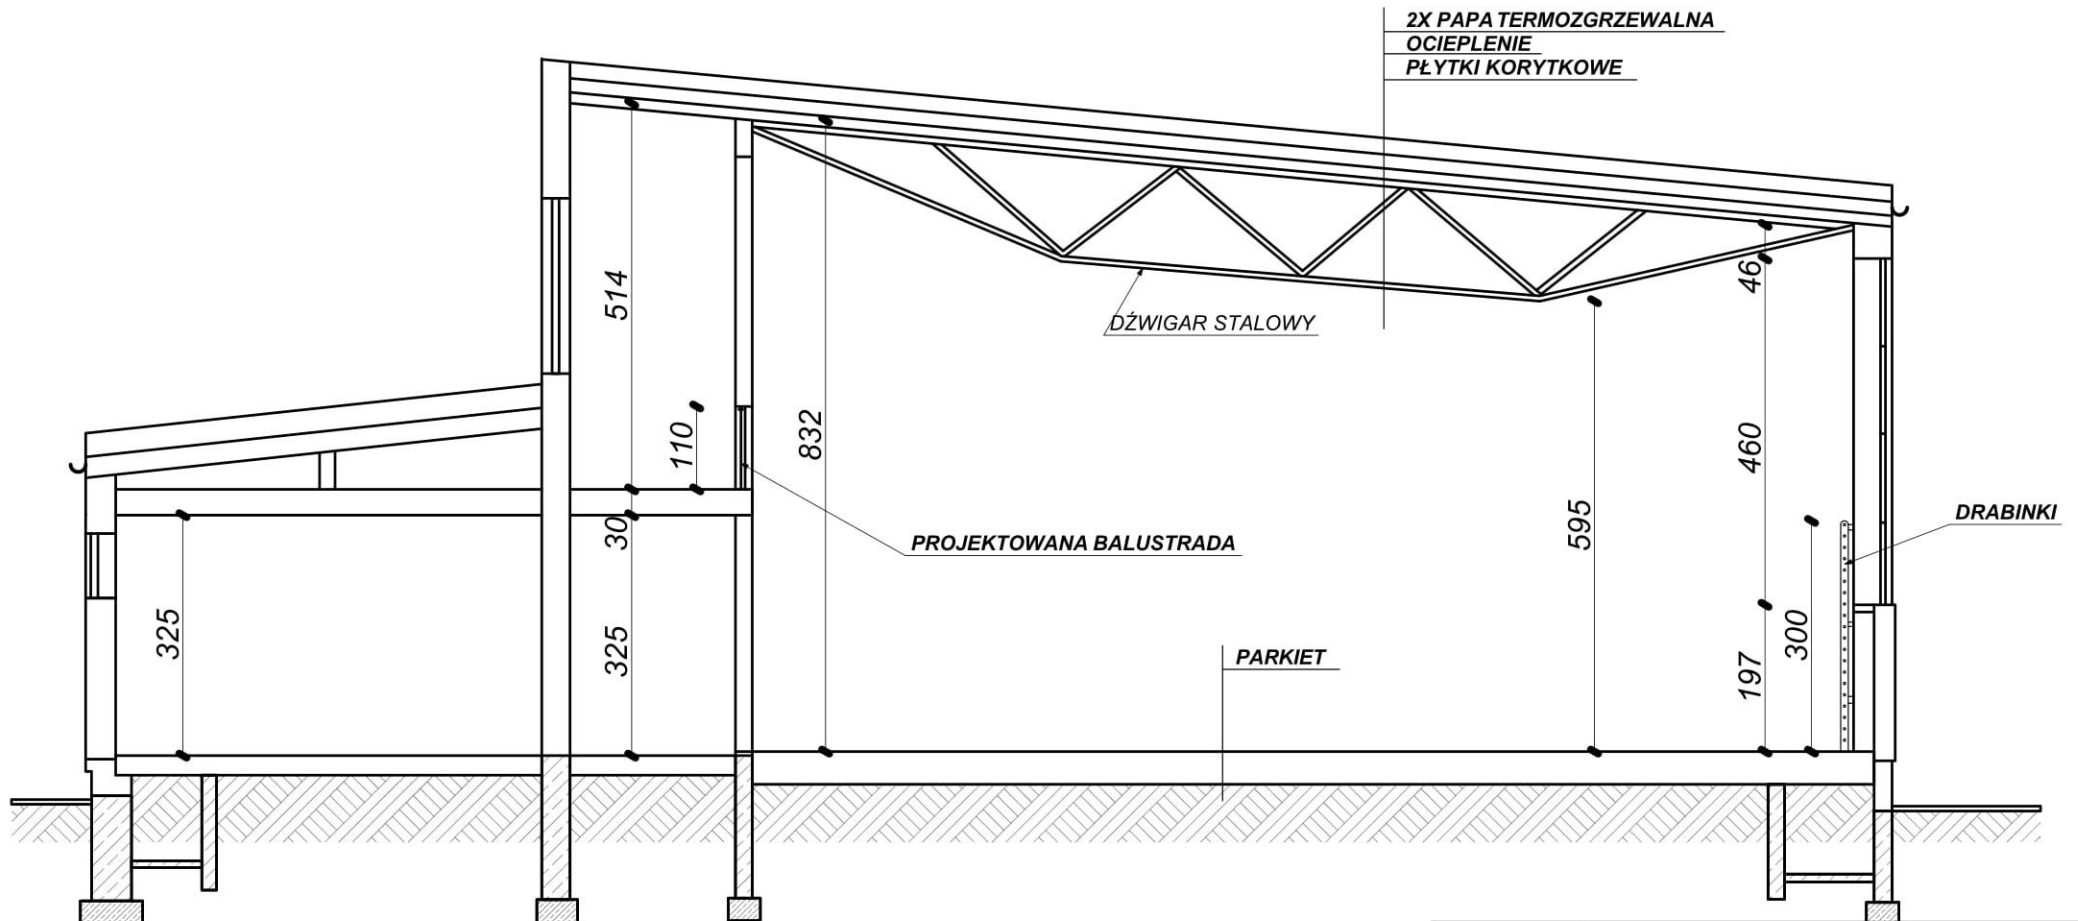 2X PAPA TERMOZGRZEWALNA
OCIEPLENIE
PŁYTKI KORYTKOWE
514
46
DŹWIGAR STALOWY
110
832
460
595
DRABINKI
30
PROJEKTOWANA BALUSTRADA
325
325
300
PARKIET
197